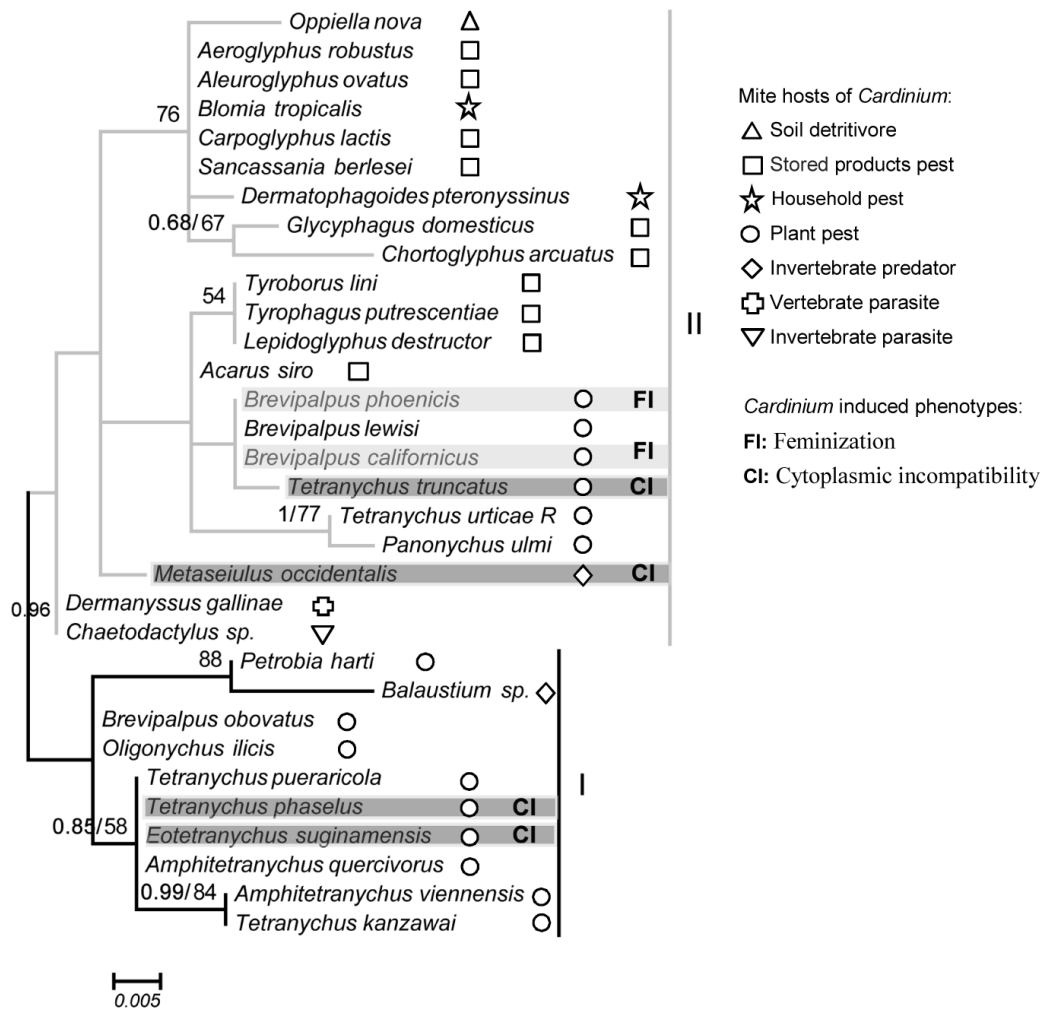 Oppiella nova
Aeroglyphus robustus
Aleuroglyphus ovatus
76
Blomia tropicalis
Carpoglyphus lactis
Sancassania berlesei
Dermatophagoides pteronyssinus
0.68/67
Glycyphagus domesticus
Chortoglyphus arcuatus
Tyroborus lini
54
Tyrophagus putrescentiae
Lepidoglyphus destructor
Acarus siro
Brevipalpus phoenicis FI
Brevipalpus lewisi
Brevipalpus californicus FI
Tetranychus truncatus CI
1/77
Tetranychus urticae R
Panonychus ulmi
Metaseiulus occidentalis CI
0.96
Dermanyssus gallinae
Chaetodactylus sp.
II
88
Petrobia harti
Balaustium sp.
Brevipalpus obovatus
Oligonychus ilicis
Tetranychus pueraricola
Tetranychus phaselus CI
0.85/58
Eotetranychus suginamensis CI
Amphitetranychus quercivorus
0.99/84
Amphitetranychus viennensis
Tetranychus kanzawai
I
0.005
Mite hosts of Cardinium:
Soil detritivore
Stored products pest
Household pest
Plant pest
Invertebrate predator
Vertebrate parasite
Invertebrate parasite
Cardinium induced phenotypes:
FI: Feminization
CI: Cytoplasmic incompatibility